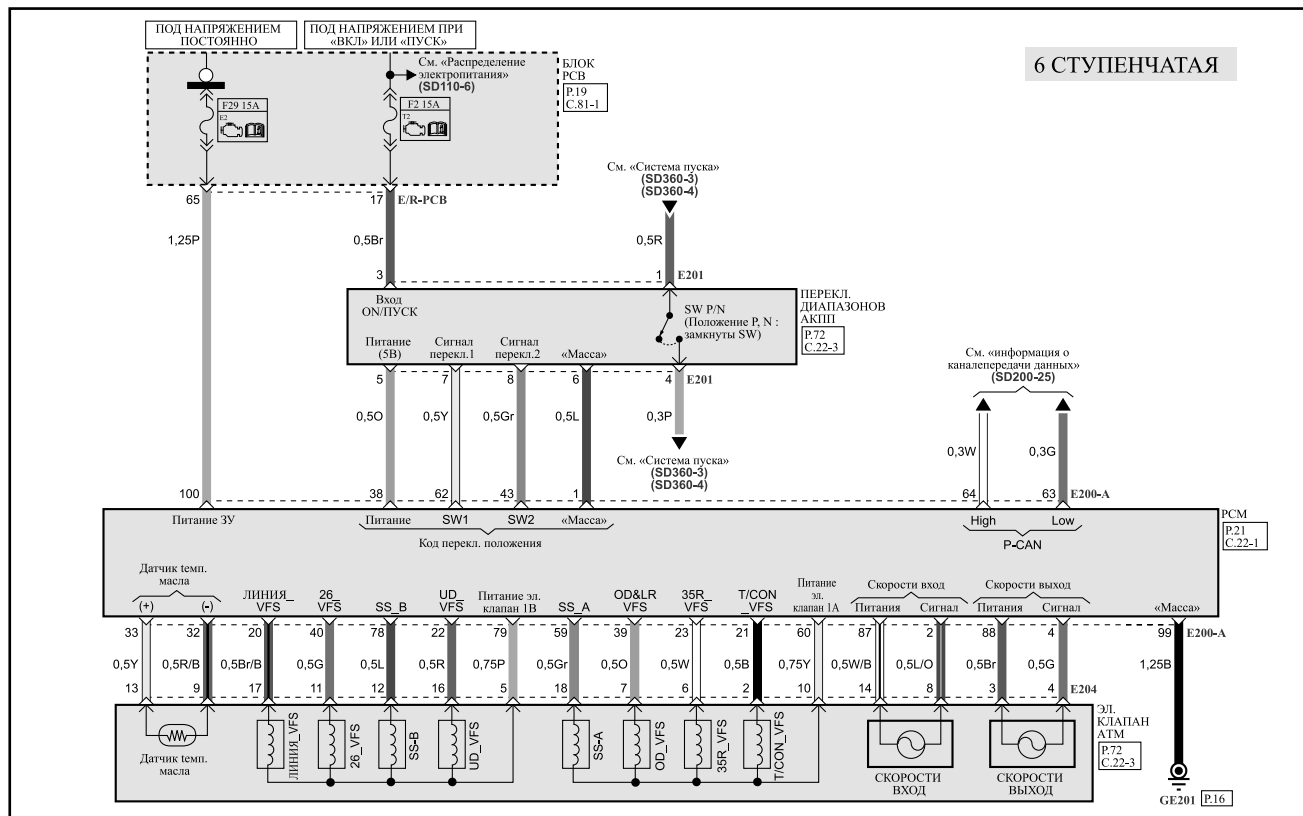 ПОД НАПРЯЖЕНИЕМ
ПОСТОЯННО
ПОД НАПРЯЖЕНИЕМ ПРИ
«ВКЛ» ИЛИ «ПУСК»
6 СТУПЕНЧАТАЯ
См. «Распределение
электропитания»
(SD110-6)
БЛОК
PCB
P.19
C.81-1
F29 15A
E2
F2 15A
T2
См. «Система пуска»
(SD360-3)
(SD360-4)
65
17
E/R-PCB
1,25P
0,5Br
0,5R
3
1
E201
Вход
ON/ПУСК
SW P/N
(Положение P, N :
замкнуты SW)
ПЕРЕКЛ.
ДИАПАЗОНОВ
АКПП
P.72
C.22-3
Питание
(5В)
Сигнал
перекл.1
Сигнал
перекл.2
«Масса»
5
7
8
6
4
E201
0,5O
0,5Y
0,5Gr
0,5L
0,3P
См. «Система пуска»
(SD360-3)
(SD360-4)
См. «информация о
каналепередачи данных»
(SD200-25)
0,3W
0,3G
100
38
62
43
1
64
63
E200-A
Питание ЗУ
Питание
SW1
SW2
«Масса»
Код перекл. положения
High
Low
P-CAN
PCM
P.21
C.22-1
Датчик temп.
масла
(+)
(-)
ЛИНИЯ_
VFS
26_
VFS
SS_B
UD_
VFS
Питание эл.
клапан 1B
SS_A
OD&LR
VFS
35R_
VFS
T/CON
_VFS
Питание
эл.
клапан 1A
Скорости вход
Питания
Сигнал
Скорости выход
Питания
Сигнал
«Масса»
33
32
20
40
78
22
79
59
39
23
21
60
87
2
88
4
99
E200-A
0,5Y
0,5R/B
0,5Br/B
0,5G
0,5L
0,5R
0,75P
0,5Gr
0,5O
0,5W
0,5B
0,75Y
0,5W/B
0,5L/O
0,5Br
0,5G
1,25B
13
9
17
11
12
16
5
18
7
6
2
10
14
8
3
4
E204
Датчик temп.
масла
ЛИНИЯ_VFS
26_VFS
SS-B
UD_VFS
SS-A
OD_VFS
35R_VFS
T/CON_VFS
СКОРОСТИ
ВХОД
СКОРОСТИ
ВЫХОД
ЭЛ.
КЛАПАН
ATM
P.72
C.22-3
GE201
P.16